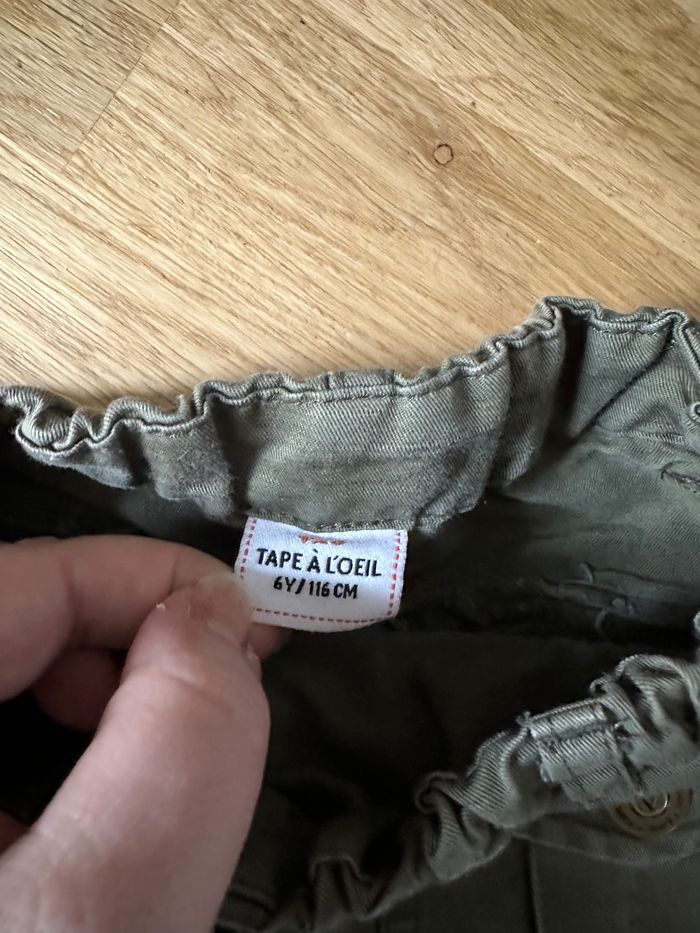 TAPE À L'OEIL
6Y/116 CM